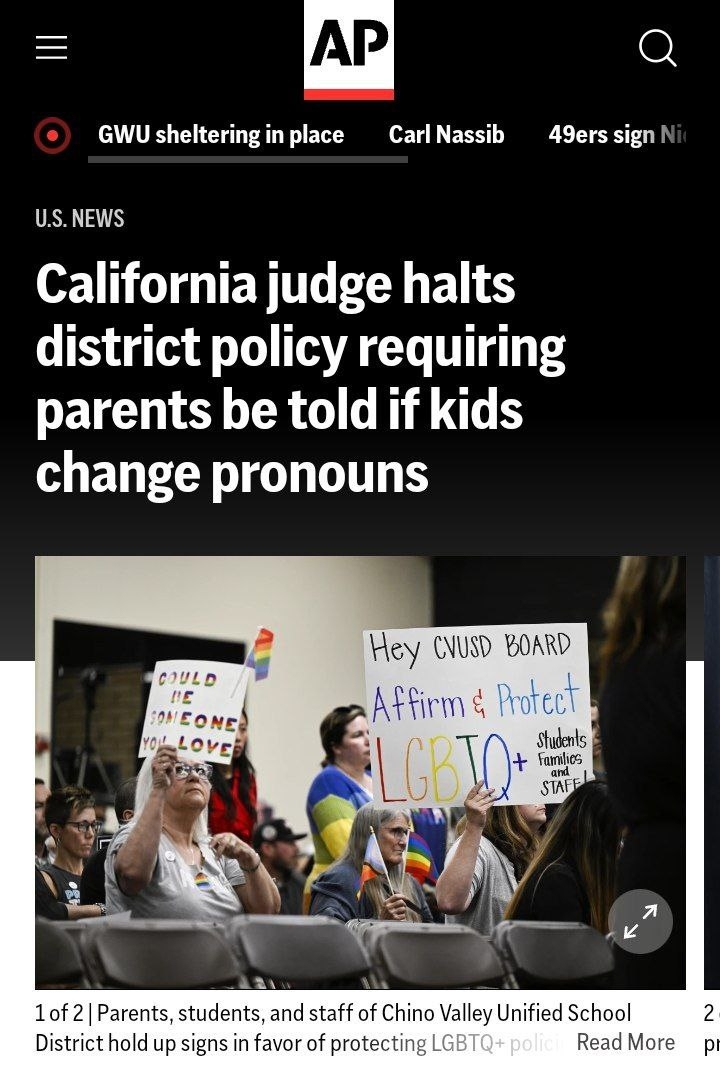 AP
GWU sheltering in place Carl Nassib 49ers sign
U.S. NEWS
California judge halts
district policy requiring
parents be told if kids
change pronouns
COULD
BE
SOMEONE
YOU LOVE
Hey CVUSD BOARD
Affirm & Protect
LGBTQ+ Students
Families
and
STAFF!
1 of 2 | Parents, students, and staff of Chino Valley Unified School
District hold up signs in favor of protecting LGBTQ+ Read More
2